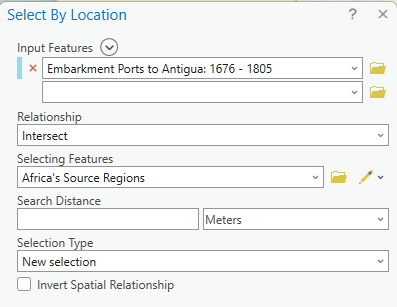 Select By Location ?
Input Features
Embarkment Ports to Antigua: 1676 - 1805
Relationship
Intersect
Selecting Features
Africa's Source Regions
Search Distance
Meters
Selection Type
New selection
Invert Spatial Relationship